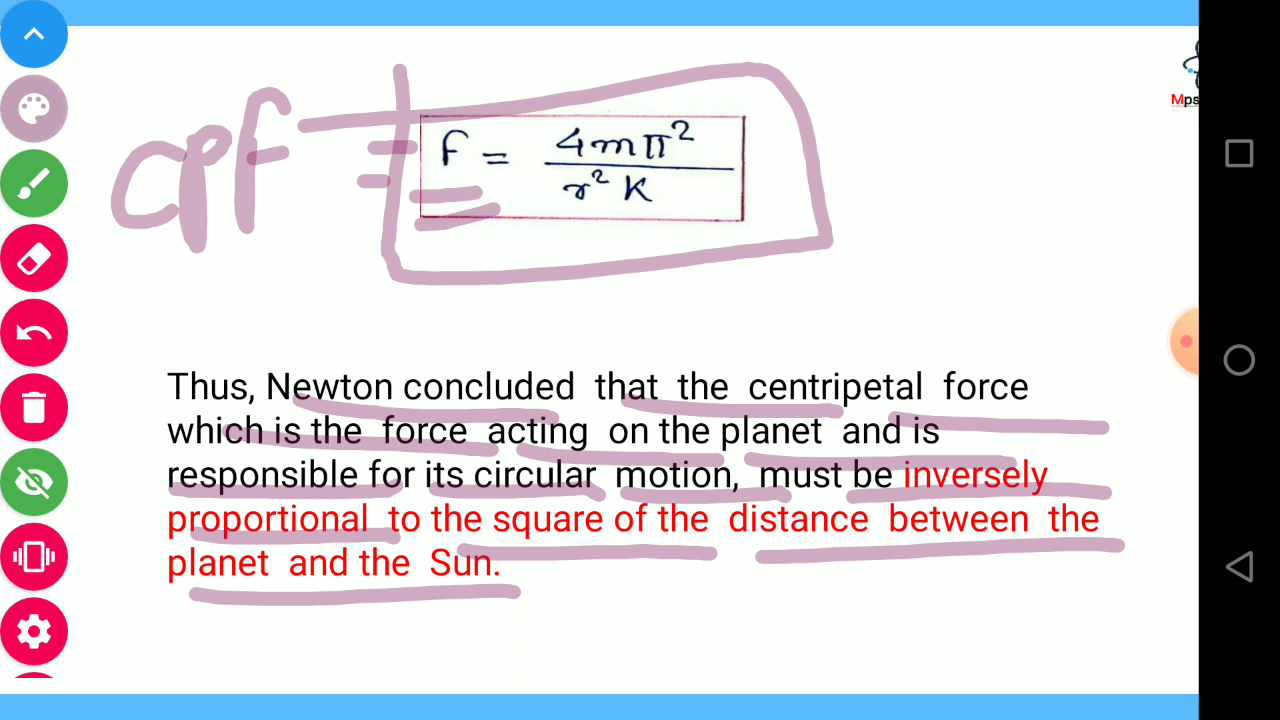 Mps
CPF
F = 4mπ² / r² K
Thus, Newton concluded that the centripetal force
which is the force acting on the planet and is
responsible for its circular motion, must be inversely
proportional to the square of the distance between the
planet and the Sun.